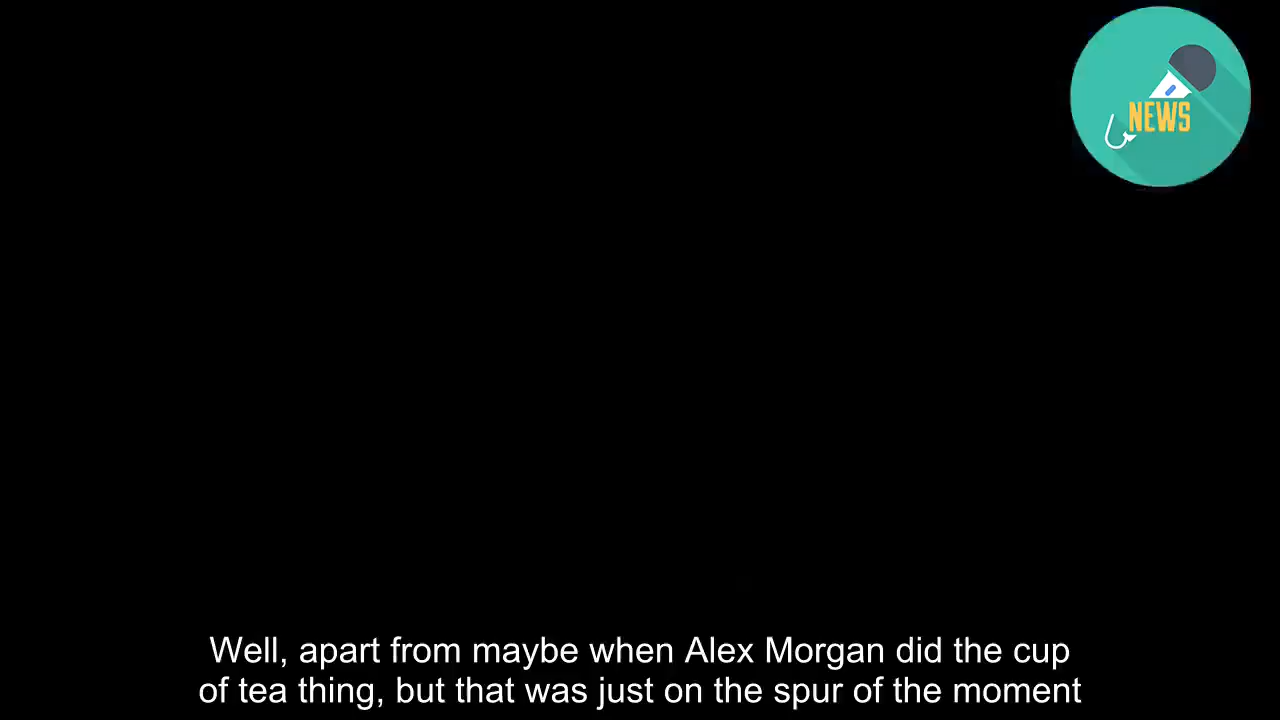 NEWS
Well, apart from maybe when Alex Morgan did the cup
of tea thing, but that was just on the spur of the moment